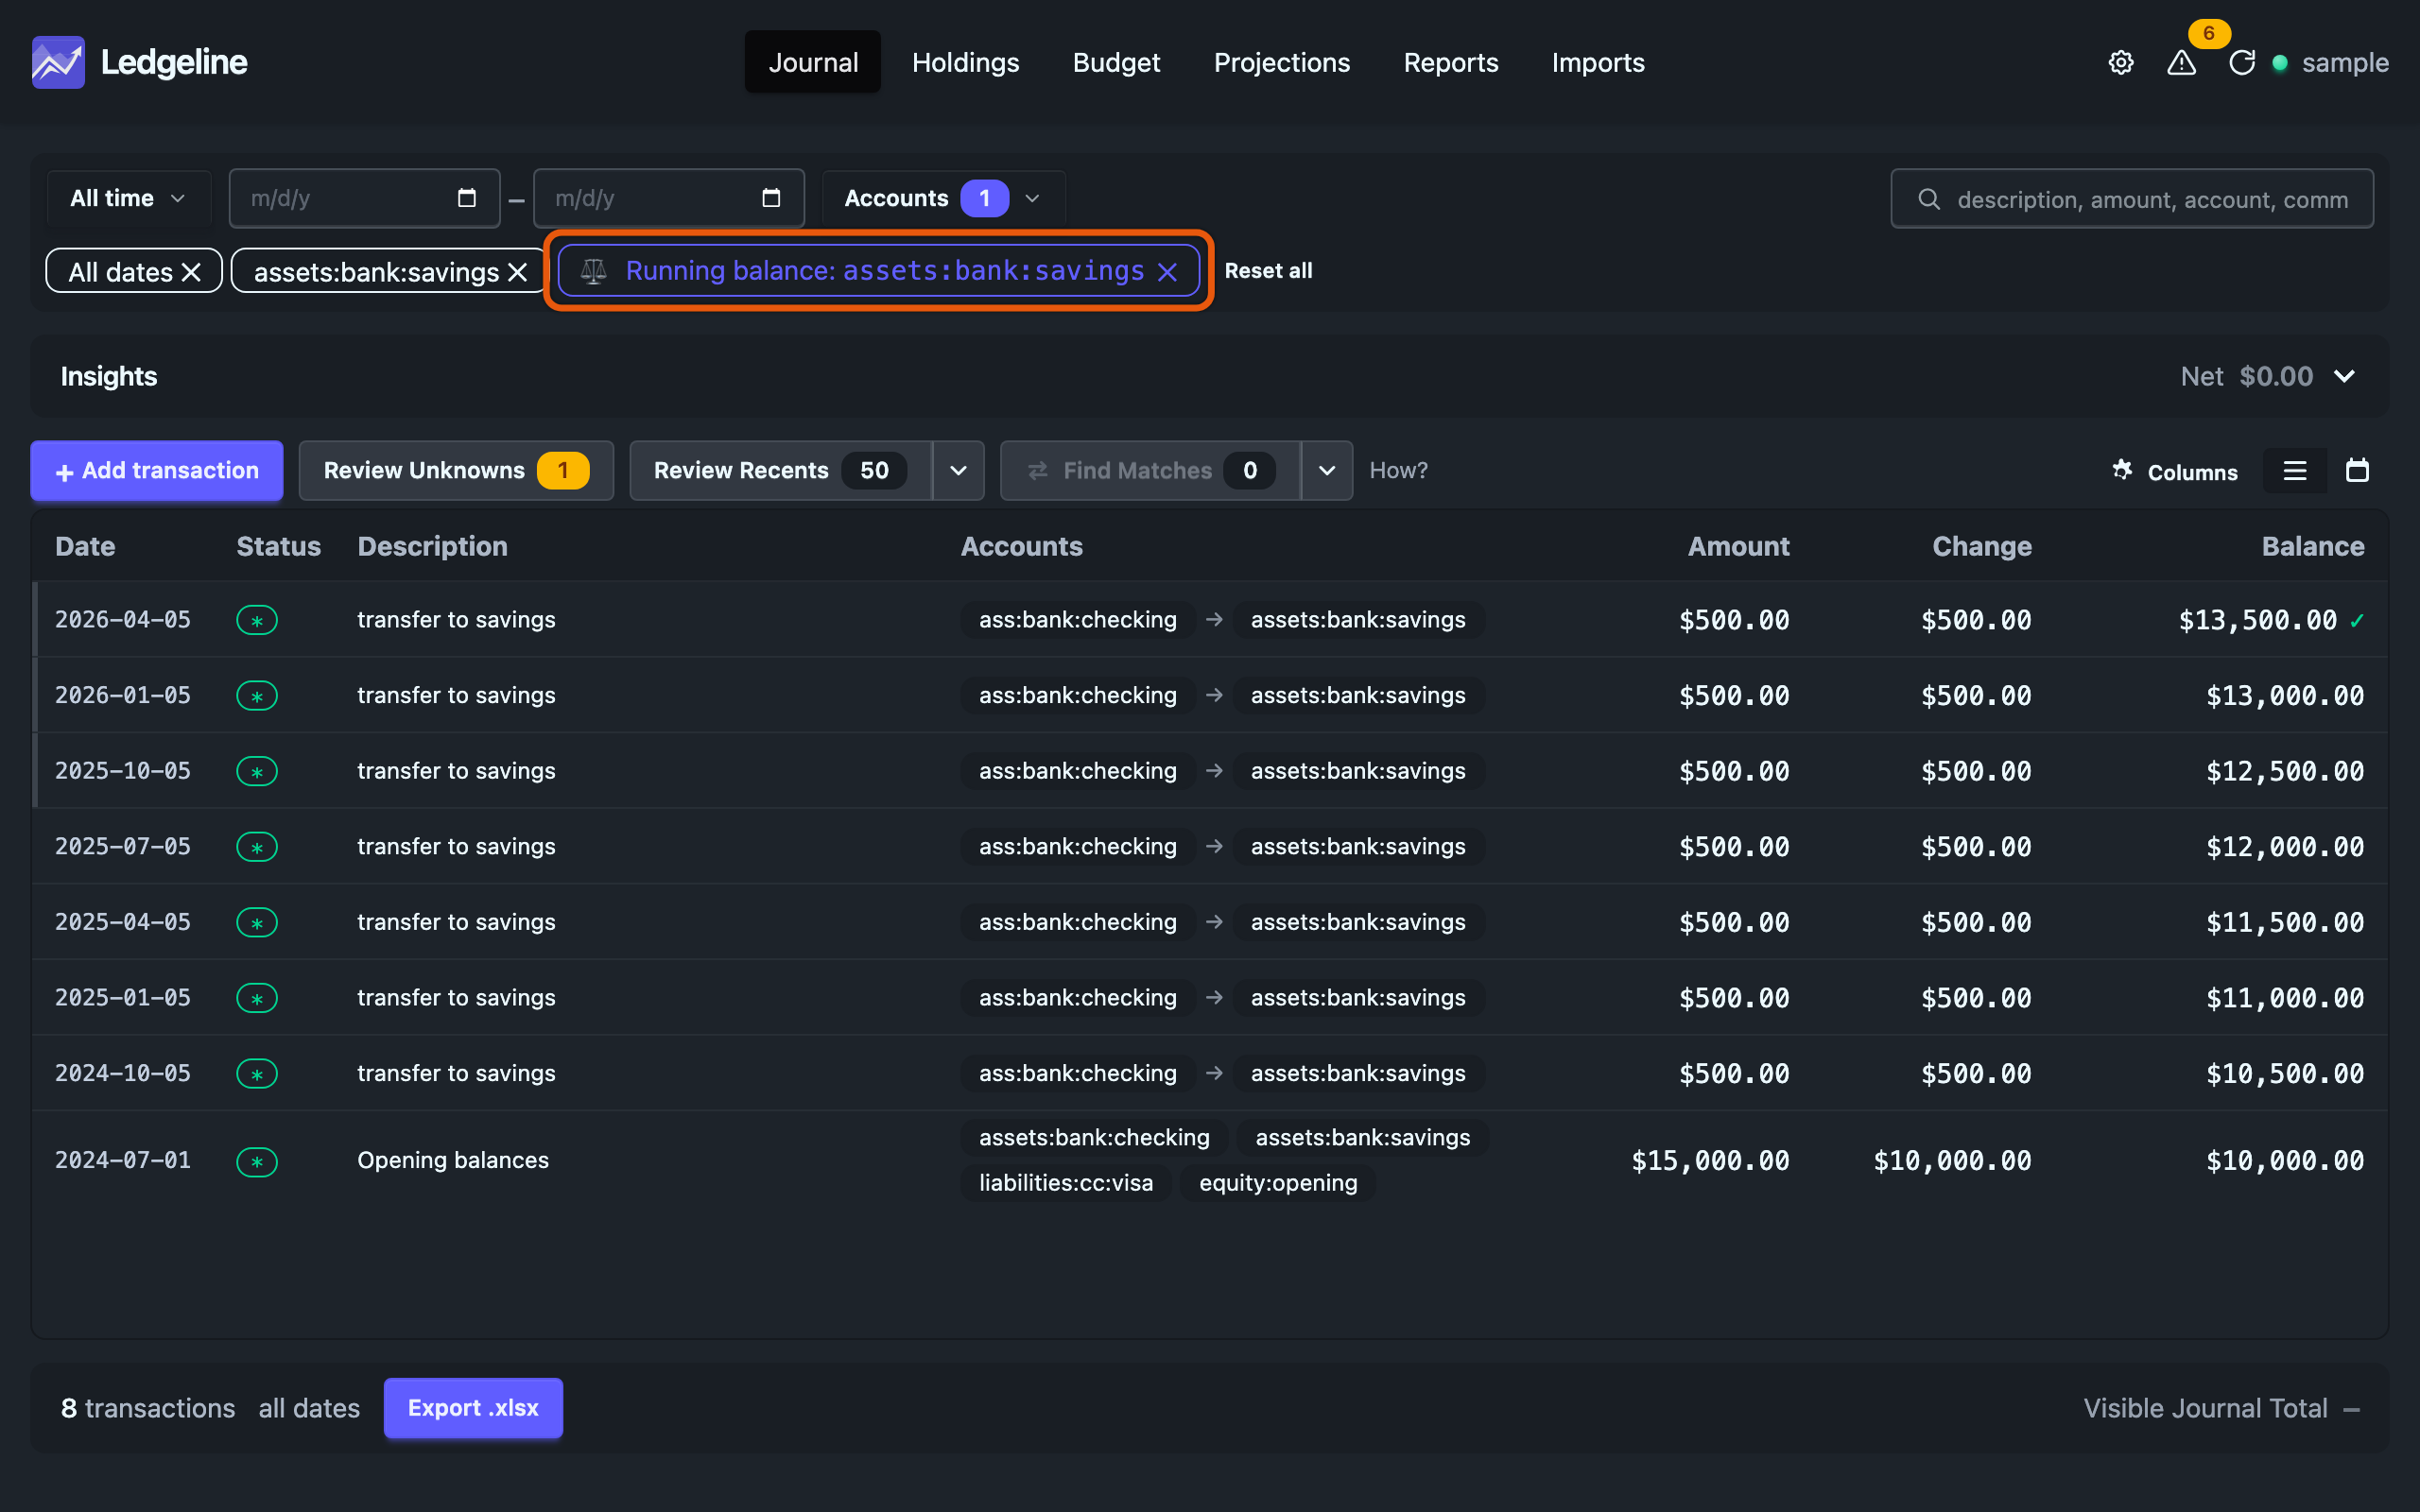 Ledgeline Journal Holdings Budget Projections Reports Imports 6 sample
All time m/d/y – m/d/y Accounts 1 description, amount, account, comm
All dates × assets:bank:savings × Running balance: assets:bank:savings × Reset all
Insights Net $0.00
+ Add transaction Review Unknowns 1 Review Recents 50 Find Matches 0 How? Columns
Date Status Description Accounts Amount Change Balance
2026-04-05 * transfer to savings ass:bank:checking → assets:bank:savings $500.00 $500.00 $13,500.00 ✓
2026-01-05 * transfer to savings ass:bank:checking → assets:bank:savings $500.00 $500.00 $13,000.00
2025-10-05 * transfer to savings ass:bank:checking → assets:bank:savings $500.00 $500.00 $12,500.00
2025-07-05 * transfer to savings ass:bank:checking → assets:bank:savings $500.00 $500.00 $12,000.00
2025-04-05 * transfer to savings ass:bank:checking → assets:bank:savings $500.00 $500.00 $11,500.00
2025-01-05 * transfer to savings ass:bank:checking → assets:bank:savings $500.00 $500.00 $11,000.00
2024-10-05 * transfer to savings ass:bank:checking → assets:bank:savings $500.00 $500.00 $10,500.00
2024-07-01 * Opening balances assets:bank:checking assets:bank:savings $15,000.00 $10,000.00 $10,000.00
liabilities:cc:visa equity:opening
8 transactions all dates Export .xlsx Visible Journal Total –